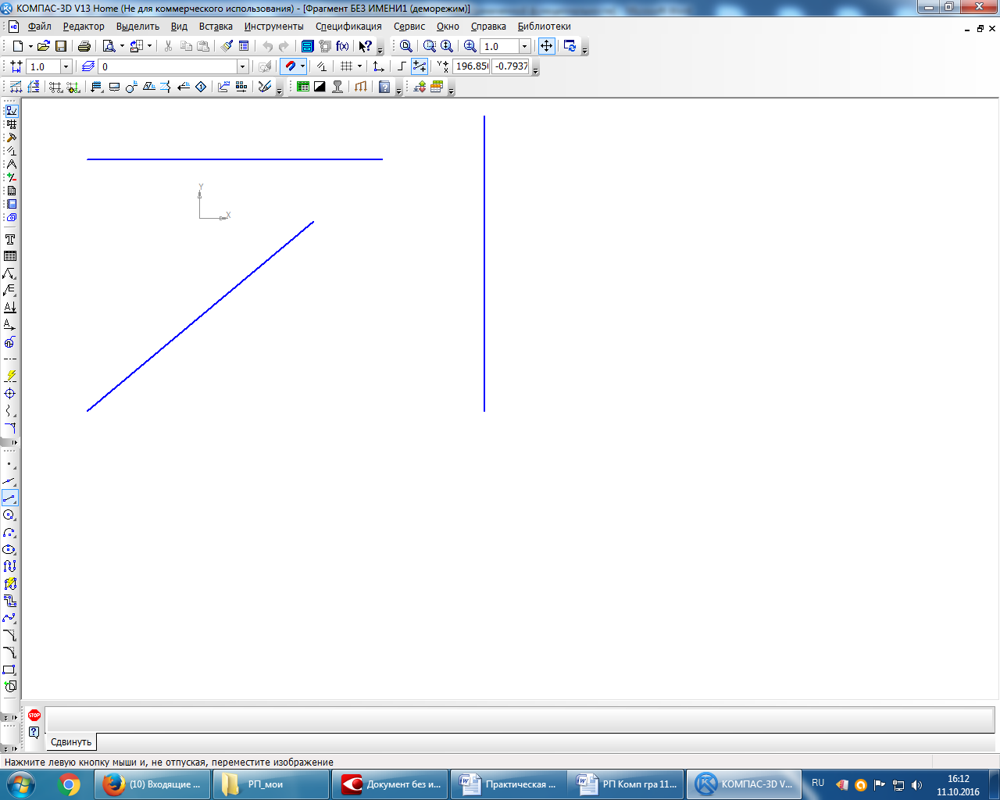 КОМПАС-3D V13 Home (Не для коммерческого использования) - [Фрагмент БЕЗ ИМЕНИ1 (деморежим)]
Файл Редактор Выделить Вид Вставка Инструменты Спецификация Сервис Окно Справка Библиотеки
f(x) 1.0
1.0 0 196.85 -0.7937
Y
X
STOP
Сдвинуть
Нажмите левую кнопку мыши и, не отпуская, переместите изображение
(10) Входящие ... РП_мои Документ без и... Практическая ... РП Комп гра 11... КОМПАС-3D V... RU 16:12
11.10.2016